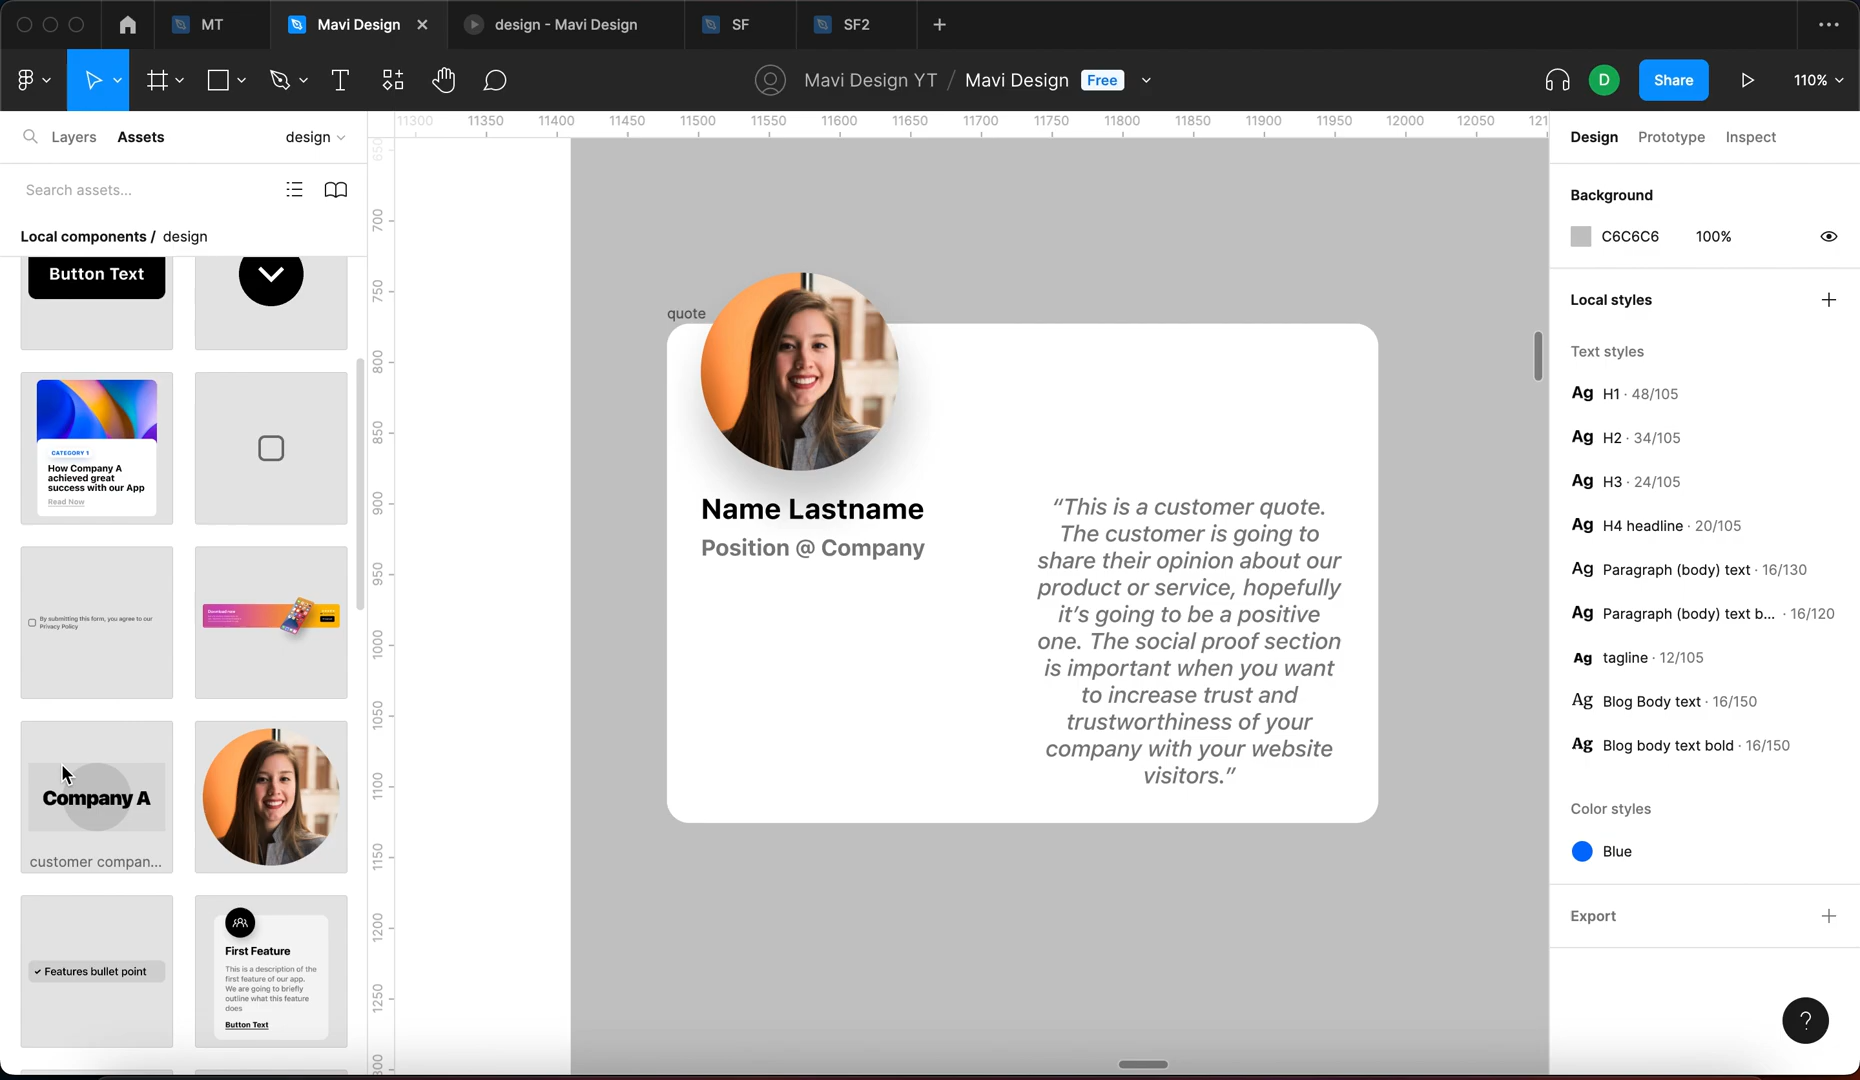 MT
Mavi Design
design - Mavi Design
SF
SF2
Mavi Design YT / Mavi Design Free
D
Share
110%
Layers
Assets
design
Search assets...
Local components / design
Button Text
CATEGORY 1
How Company A
achieved great
success with our App
Read Now
By submitting this form, you agree to our
Privacy Policy
Company A
customer compan...
✓ Features bullet point
First Feature
This is a description of the
first feature of our app.
We are going to briefly
outline what this feature
does
Button Text
11300 11350 11400 11450 11500 11550 11600 11650 11700 11750 11800 11850 11900 11950 12000 12050 121
650
700
750
800
850
900
950
1000
1050
1100
1150
1200
1250
300
quote
Name Lastname
Position @ Company
“This is a customer quote.
The customer is going to
share their opinion about our
product or service, hopefully
it’s going to be a positive
one. The social proof section
is important when you want
to increase trust and
trustworthiness of your
company with your website
visitors.”
Design
Prototype
Inspect
Background
C6C6C6 100%
Local styles
Text styles
Ag H1 · 48/105
Ag H2 · 34/105
Ag H3 · 24/105
Ag H4 headline · 20/105
Ag Paragraph (body) text · 16/130
Ag Paragraph (body) text b... · 16/120
Ag tagline · 12/105
Ag Blog Body text · 16/150
Ag Blog body text bold · 16/150
Color styles
Blue
Export
?